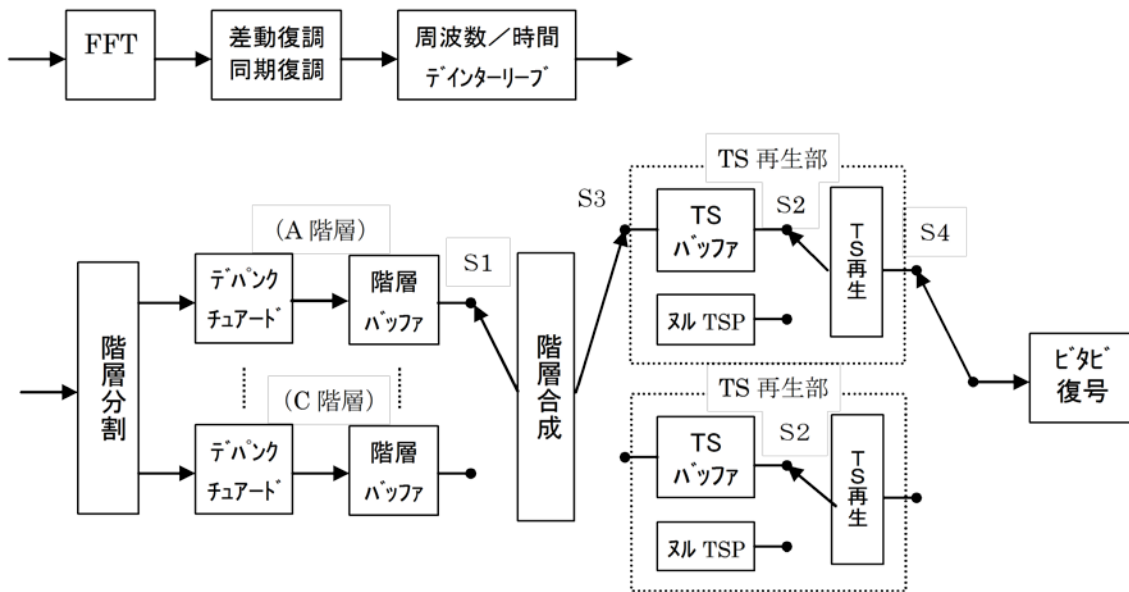 FFT
差動復調
同期復調
周波数／時間
ﾃﾞｲﾝﾀｰﾘｰﾌﾞ
TS 再生部
S3
TS
ﾊﾞｯﾌｧ
S2
TS再生
S4
ﾇﾙ TSP
(A 階層)
S1
階層分割
ﾃﾞﾊﾟﾝｸ
ﾁｭｱｰﾄﾞ
階層
ﾊﾞｯﾌｧ
階層合成
ﾋﾞﾀﾋﾞ
復号
(C 階層)
ﾃﾞﾊﾟﾝｸ
ﾁｭｱｰﾄﾞ
階層
ﾊﾞｯﾌｧ
TS 再生部
TS
ﾊﾞｯﾌｧ
S2
TS再生
ﾇﾙ TSP